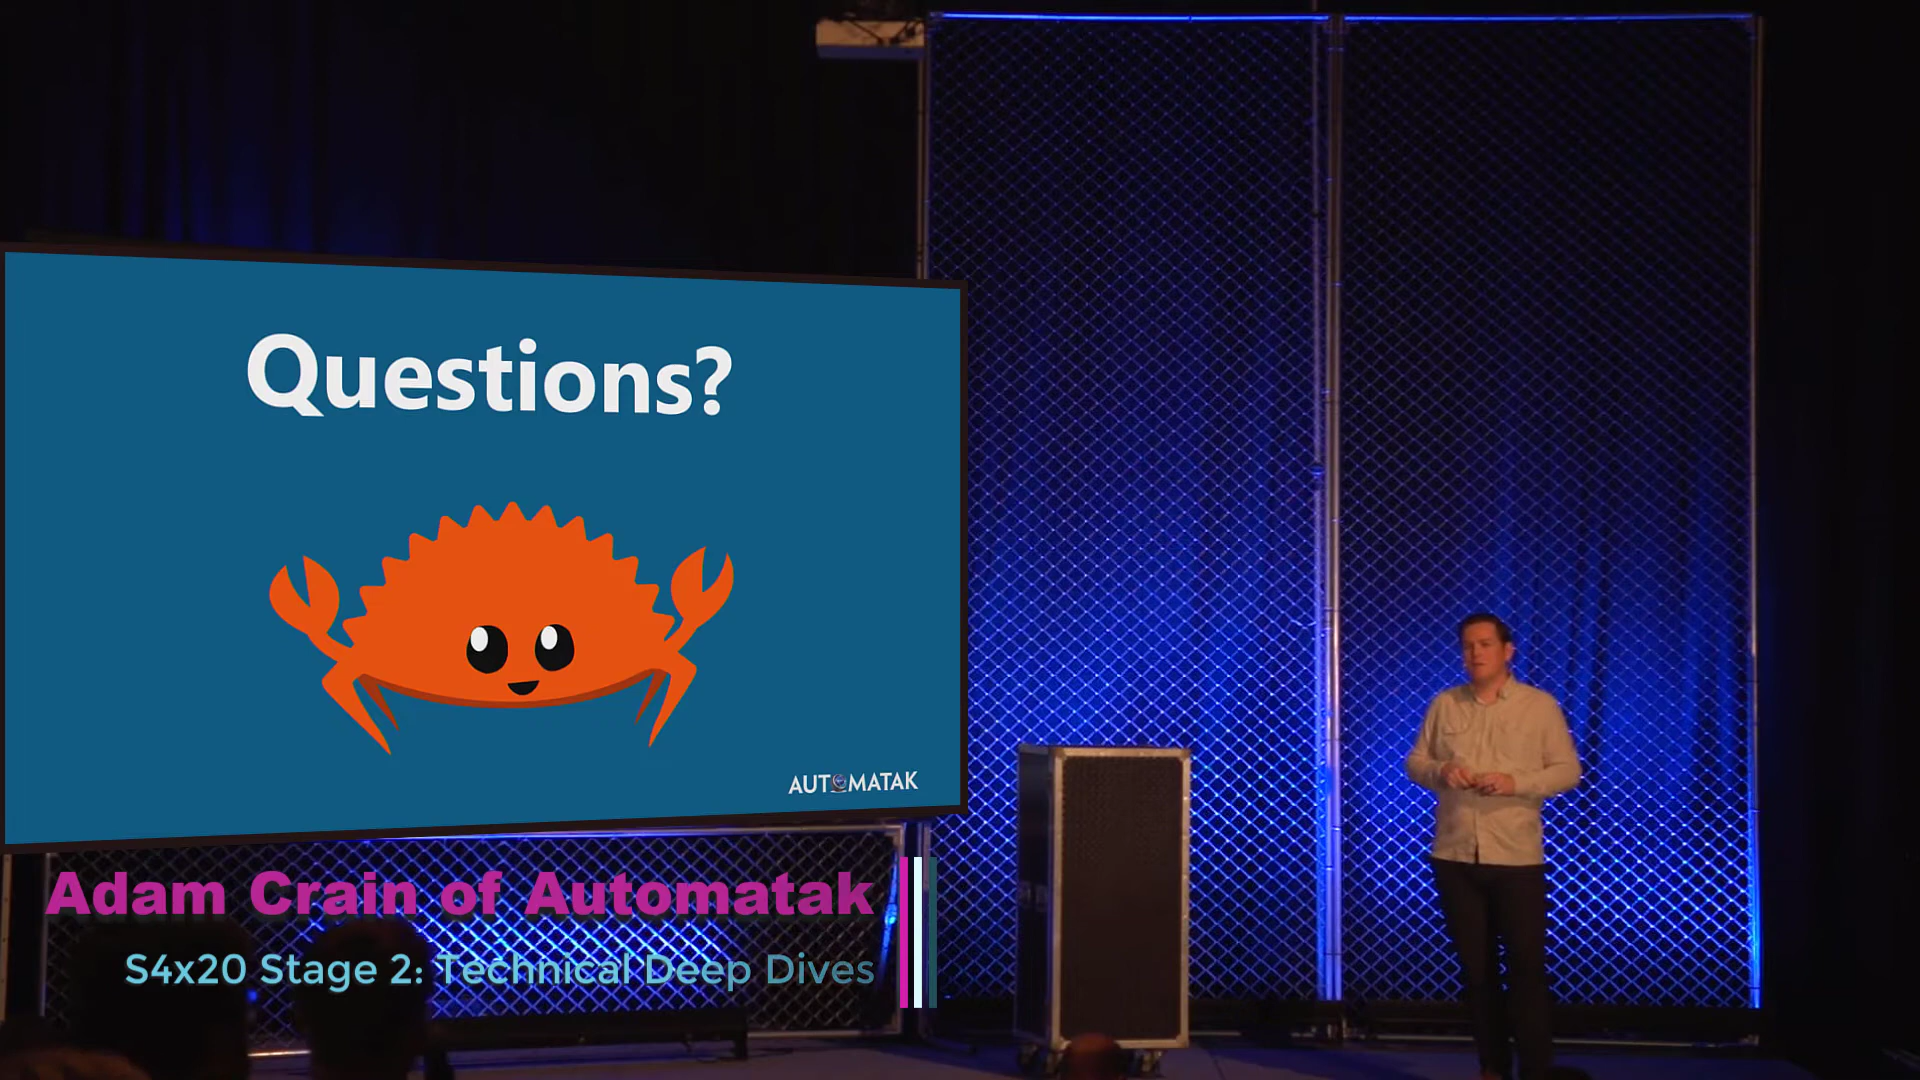 Questions?
AUTOMATAK
Adam Crain of Automatak
S4x20 Stage 2: Technical Deep Dives